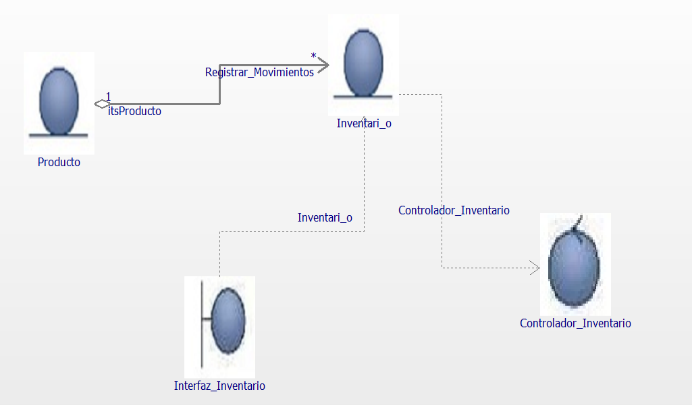 *
Registrar_Movimientos
1
itsProducto
Inventari_o
Producto
Inventari_o
Controlador_Inventario
Controlador_Inventario
Interfaz_Inventario